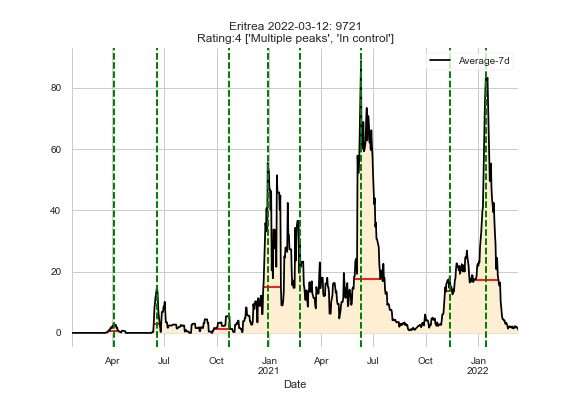 Eritrea 2022-03-12: 9721
Rating:4 ['Multiple peaks', 'In control']
Average-7d
80
60
40
20
0
Apr
Jul
Oct
Jan
2021
Apr
Jul
Oct
Jan
2022
Date